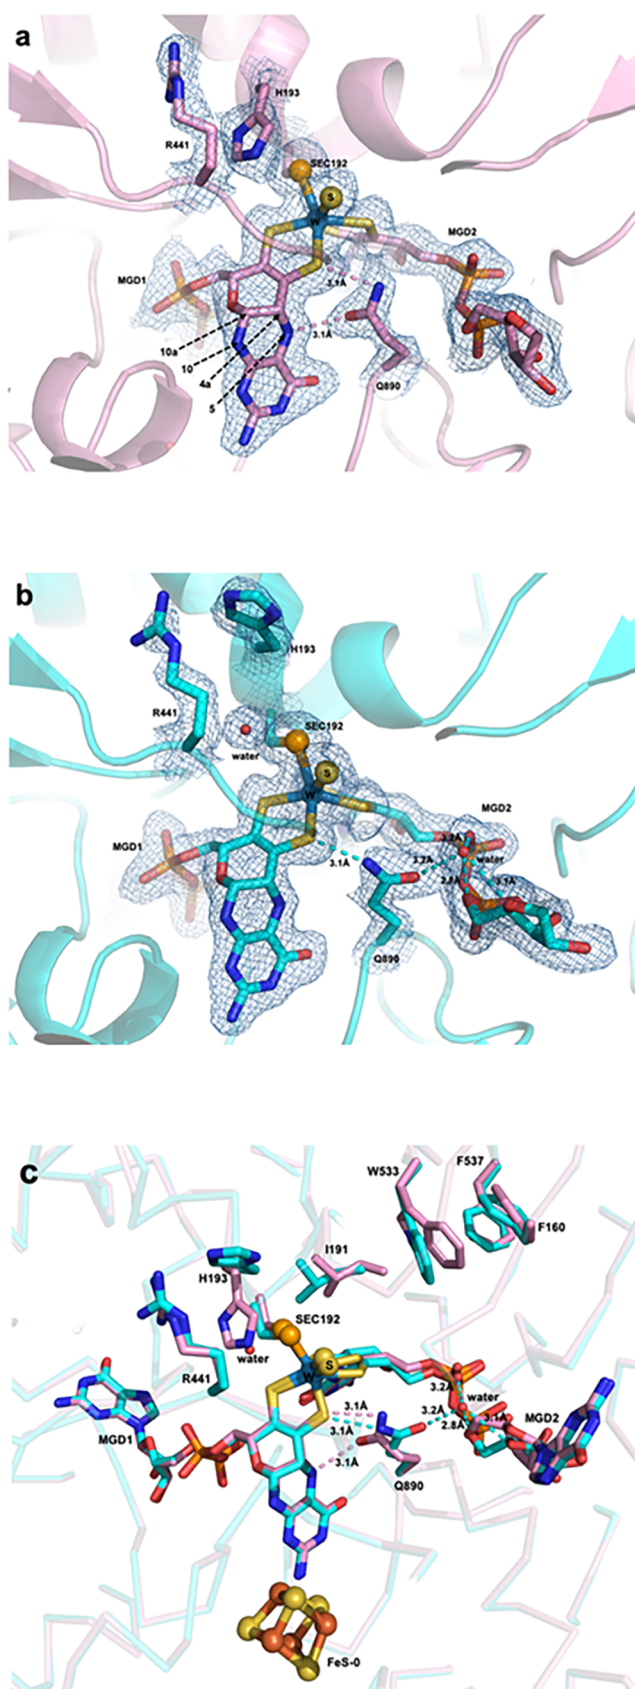 a
H193
R441
SEC192
S
W
MGD2
MGD1
3.1Å
3.1Å
10a
10
4a
5
Q890
b
H193
R441
SEC192
water
S
W
MGD2
MGD1
3.2Å
water
3.1Å
3.2Å
2.8Å
3.1Å
Q890
c
W533
F537
F160
I191
H193
SEC192
water
R441
W
S
3.2Å
water
3.1Å
3.2Å
3.1Å
MGD2
3.1Å
2.8Å
MGD1
3.1Å
Q890
FeS-0